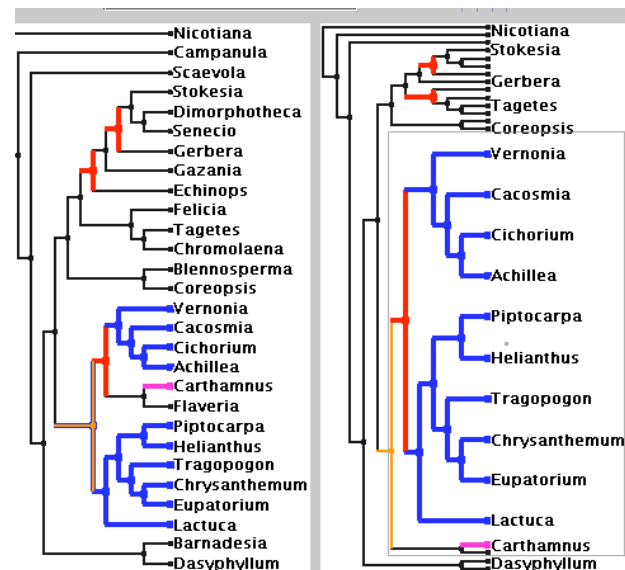 Nicotiana
Campanula
Scaevola
Stokesia
Dimorphotheca
Senecio
Gerbera
Gazania
Echinops
Felicia
Tagetes
Chromolaena
Blennosperma
Coreopsis
Vernonia
Cacosmia
Cichorium
Achillea
Carthamnus
Flaveria
Piptocarpa
Helianthus
Tragopogon
Chrysanthemum
Eupatorium
Lactuca
Barnadesia
Dasyphyllum
Nicotiana
Stokesia
Gerbera
Tagetes
Coreopsis
Vernonia
Cacosmia
Cichorium
Achillea
Piptocarpa
Helianthus
Tragopogon
Chrysanthemum
Eupatorium
Lactuca
Carthamnus
Dasyphyllum